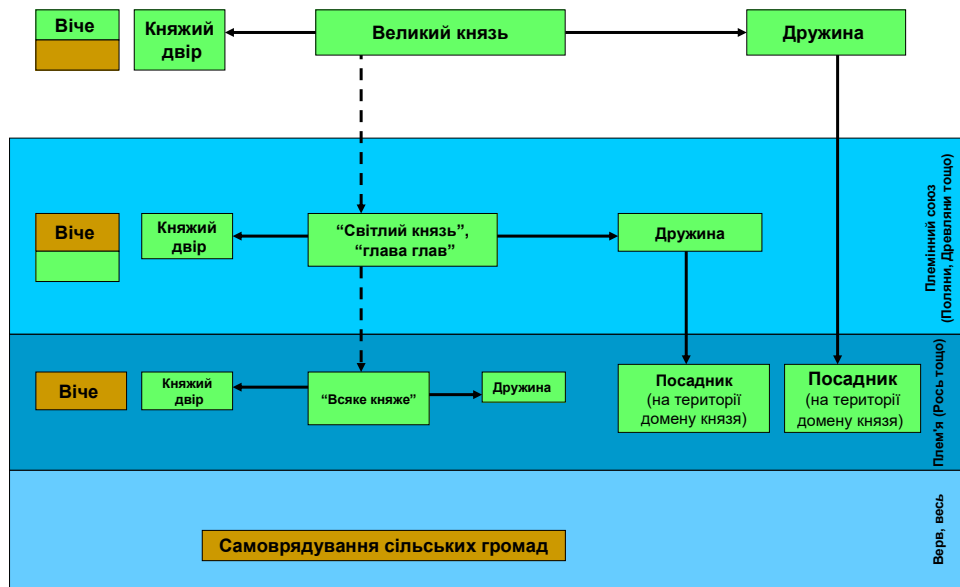 Віче
Княжий
двір
Великий князь
Дружина
Племінний союз
(Поляни, Древляни тощо)
Віче
Княжий
двір
“Світлий князь”,
“глава глав”
Дружина
Плем'я (Рось тощо)
Віче
Княжий
двір
“Всяке княже”
Дружина
Посадник
(на території
домену князя)
Посадник
(на території
домену князя)
Верв, весь
Самоврядування сільських громад